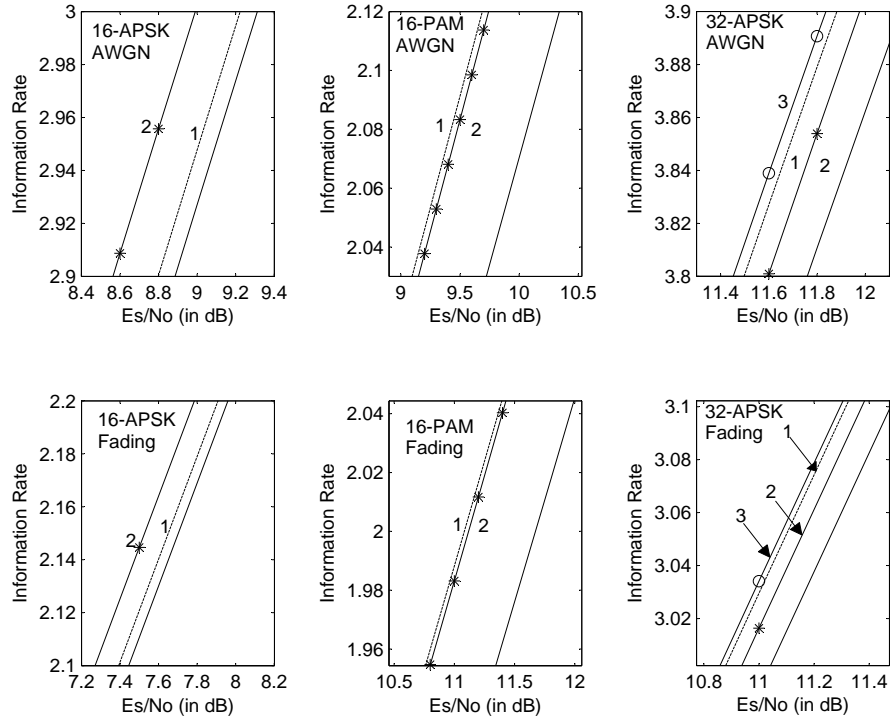 16-APSK
AWGN
3
2.98
2.96
2.94
2.92
2.9
8.4 8.6 8.8 9 9.2 9.4
Information Rate
Es/No (in dB)
2
1
16-PAM
AWGN
2.12
2.1
2.08
2.06
2.04
9 9.5 10 10.5
Information Rate
Es/No (in dB)
1
2
32-APSK
AWGN
3.9
3.88
3.86
3.84
3.82
3.8
11.4 11.6 11.8 12
Information Rate
Es/No (in dB)
3
1
2
16-APSK
Fading
2.2
2.18
2.16
2.14
2.12
2.1
7.2 7.4 7.6 7.8 8 8.2
Information Rate
Es/No (in dB)
2
1
16-PAM
Fading
2.04
2.02
2
1.98
1.96
10.5 11 11.5 12
Information Rate
Es/No (in dB)
1
2
32-APSK
Fading
3.1
3.08
3.06
3.04
3.02
10.8 11 11.2 11.4
Information Rate
Es/No (in dB)
1
2
3